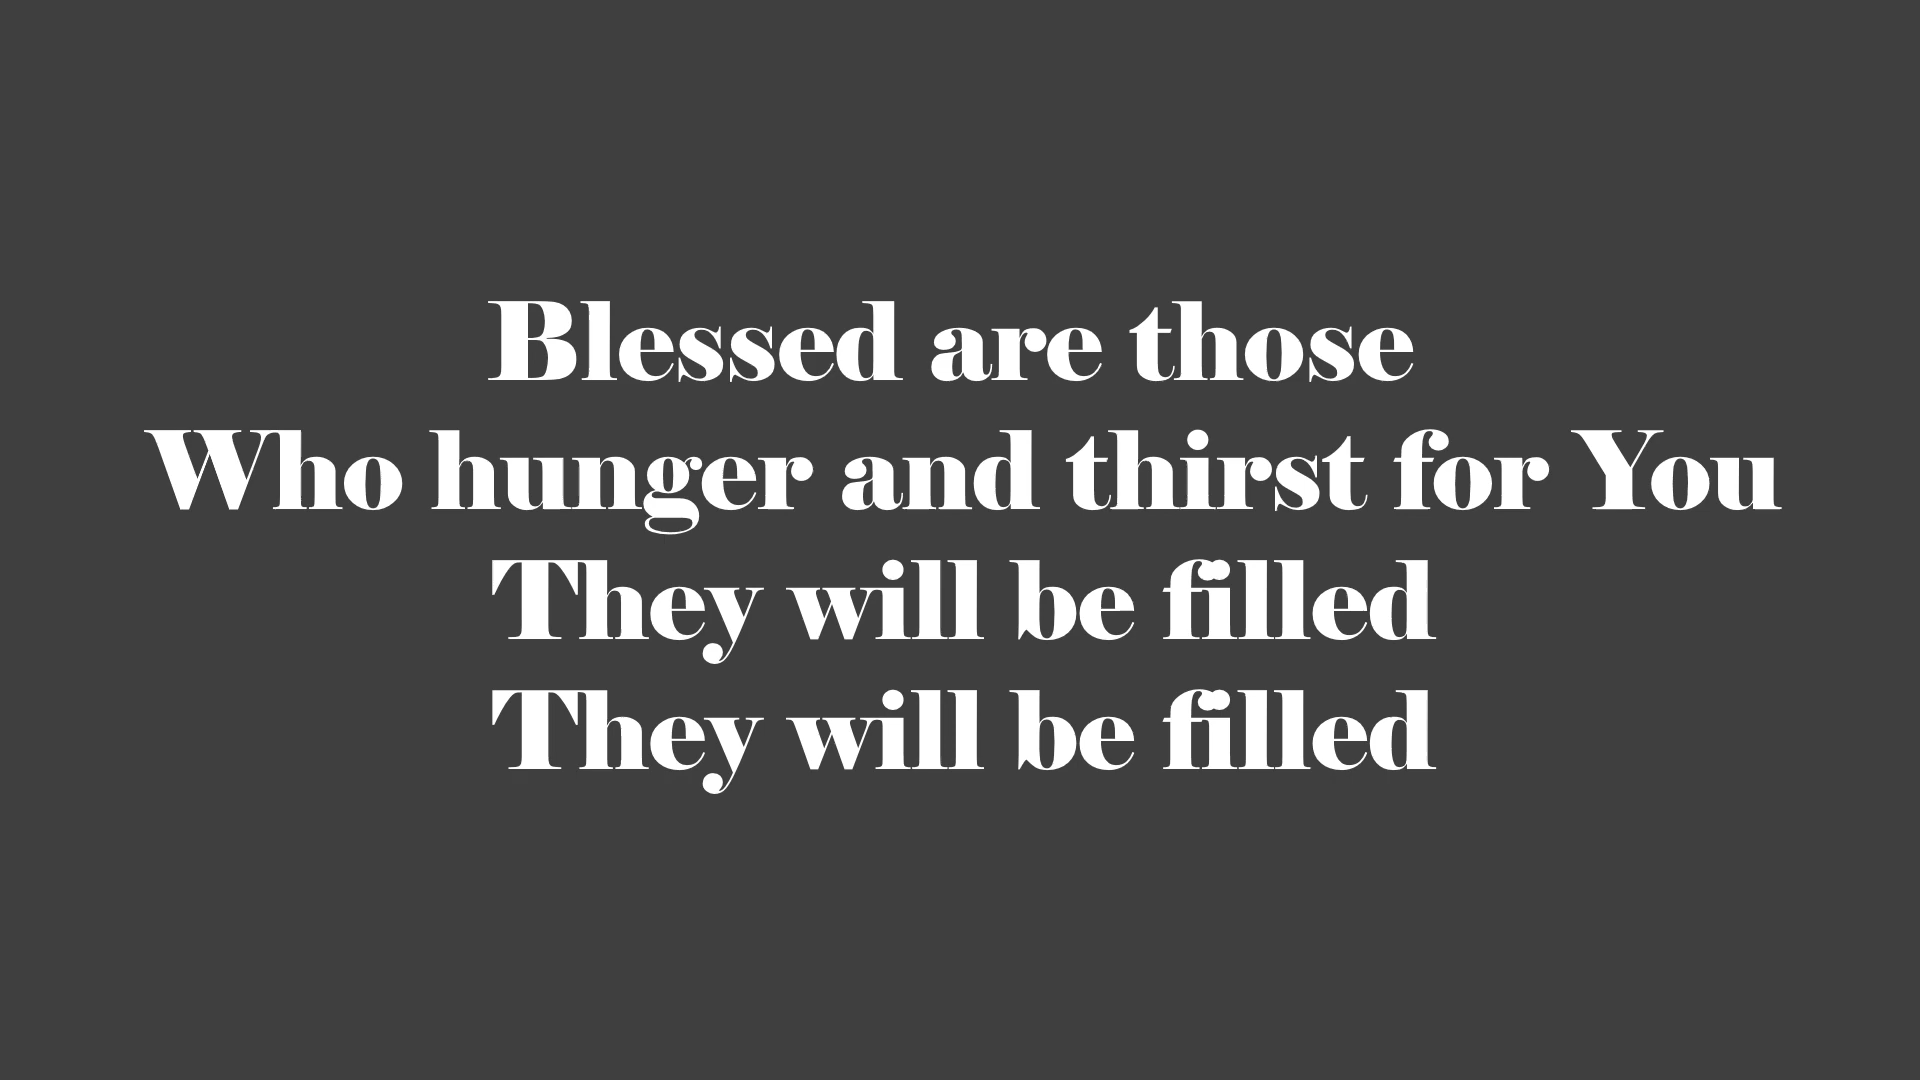 Blessed are those
Who hunger and thirst for You
They will be filled
They will be filled